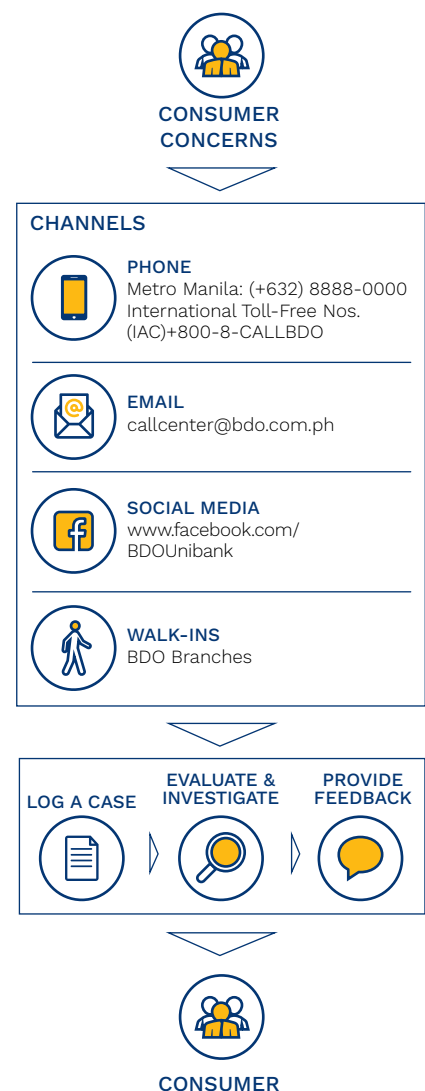 CONSUMER
CONCERNS
CHANNELS
PHONE
Metro Manila: (+632) 8888-0000
International Toll-Free Nos.
(IAC)+800-8-CALLBDO
@
EMAIL
callcenter@bdo.com.ph
f
SOCIAL MEDIA
www.facebook.com/
BDOUnibank
WALK-INS
BDO Branches
LOG A CASE
EVALUATE &
INVESTIGATE
PROVIDE
FEEDBACK
CONSUMER